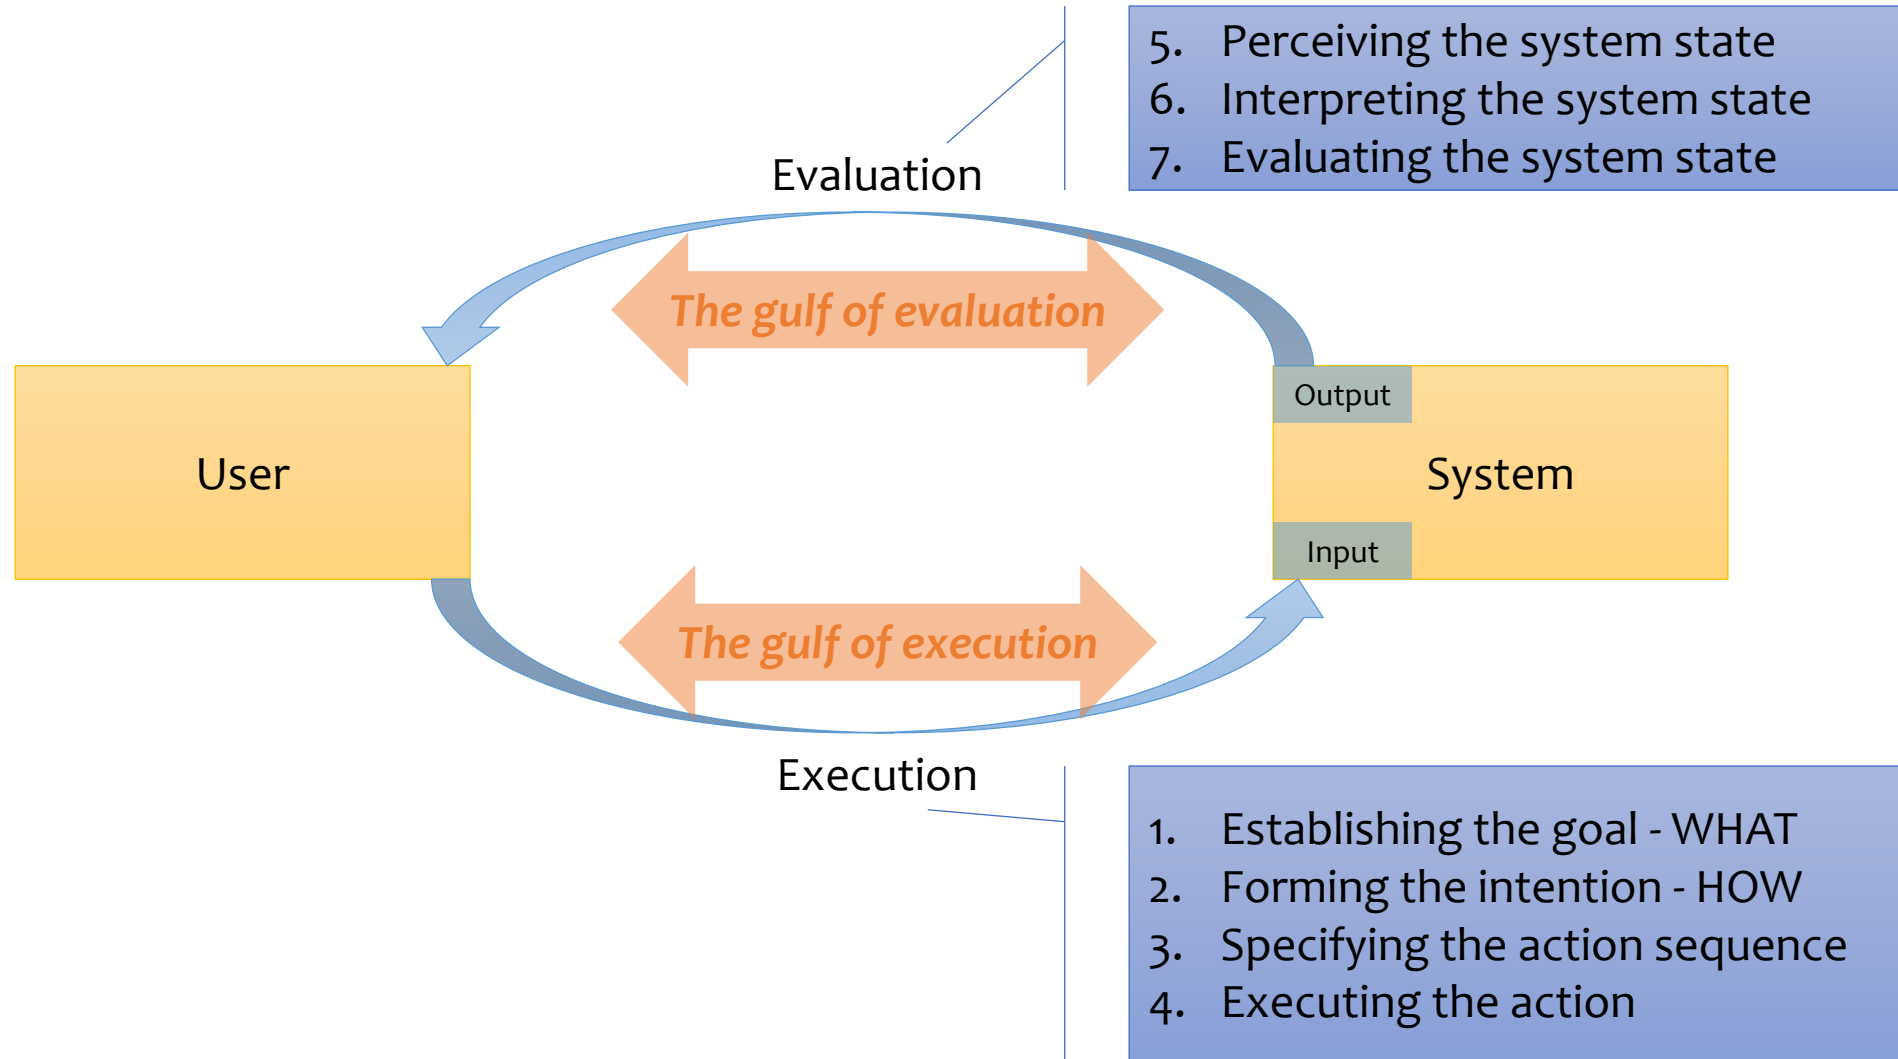 5. Perceiving the system state
6. Interpreting the system state
7. Evaluating the system state
Evaluation
The gulf of evaluation
User
Output
System
Input
The gulf of execution
Execution
1. Establishing the goal - WHAT
2. Forming the intention - HOW
3. Specifying the action sequence
4. Executing the action